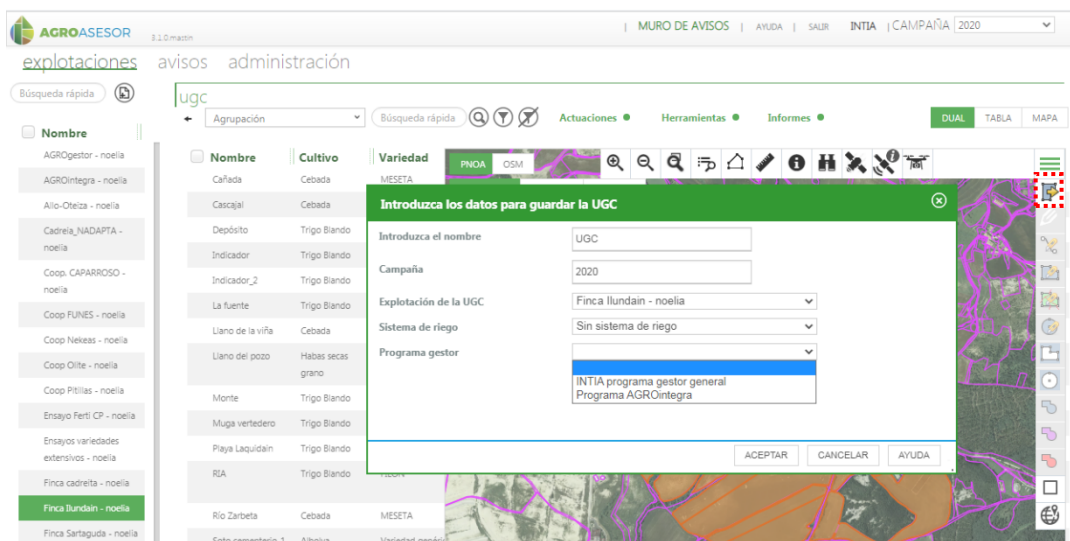 AGROASESOR 3.1.0 mactin
| MURO DE AVISOS | AYUDA | SALIR INTIA | CAMPAÑA 2020
explotaciones avisos administración
Búsqueda rápida
ugc
Agrupación Búsqueda rápida Actuaciones Herramientas Informes DUAL TABLA MAPA
Nombre
AGROgestor - noelia
AGROintegra - noelia
Allo-Oteiza - noelia
Cadreia_NADAPTA -
noelia
Coop. CAPARROSO -
noelia
Coop FUNES - noelia
Coop Nekeas - noelia
Coop Olite - noelia
Coop Pitillas - noelia
Ensayo Ferti CP - noelia
Ensayos variedades
extensivos - noelia
Finca cadreita - noelia
Finca Ilundain - noelia
Finca Sartaguda - noelia
Nombre Cultivo Variedad
Cañada Cebada MESETA
Cascajal Cebada
Depósito Trigo Blando
Indicador Trigo Blando
Indicador_2 Trigo Blando
La fuente Trigo Blando
Llano de la viña Cebada
Llano del pozo Habas secas
grano
Monte Trigo Blando
Muga vertedero Trigo Blando
Playa Laquidain Trigo Blando
RIA Trigo Blando
Río Zarbeta Cebada MESETA
PNOA OSM
Introduzca los datos para guardar la UGC
Introduzca el nombre UGC
Campaña 2020
Explotación de la UGC Finca Ilundain - noelia
Sistema de riego Sin sistema de riego
Programa gestor
INTIA programa gestor general
Programa AGROintegra
ACEPTAR CANCELAR AYUDA